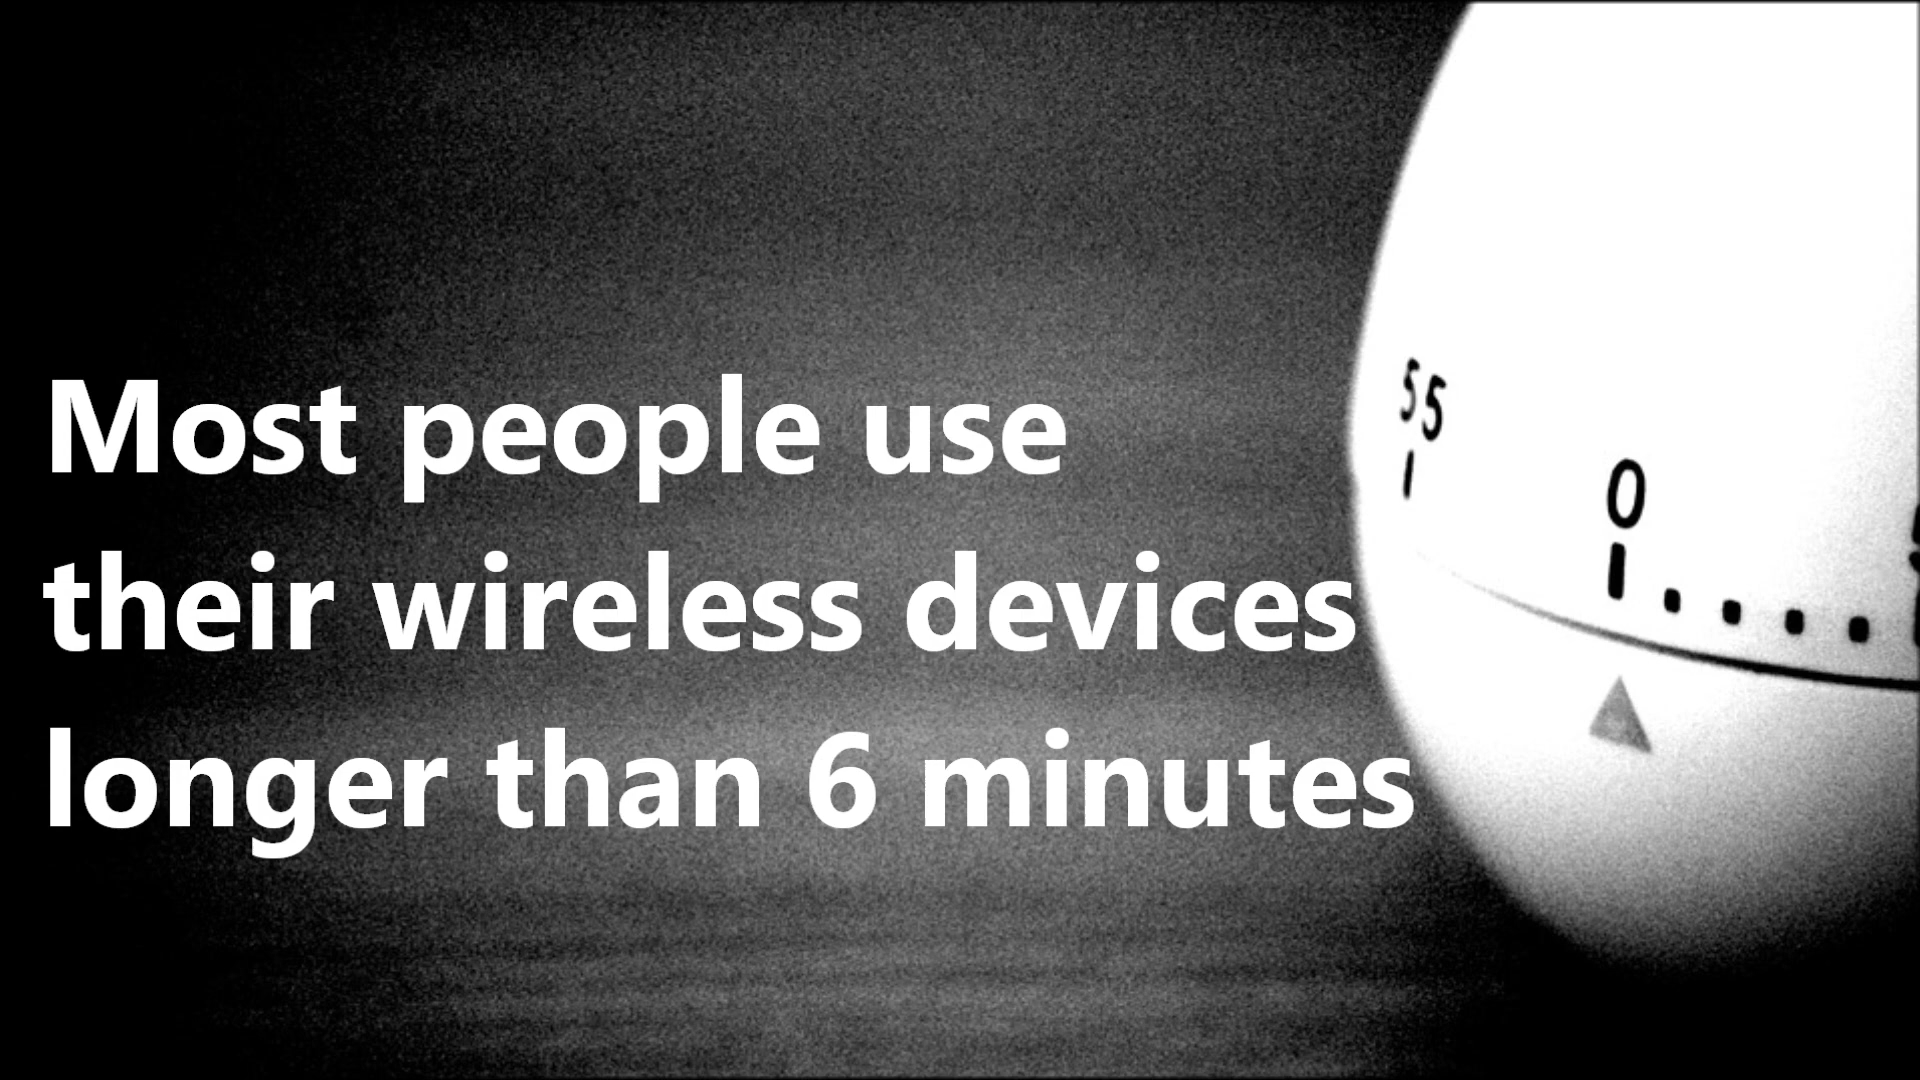 Most people use
their wireless devices
longer than 6 minutes
55
0